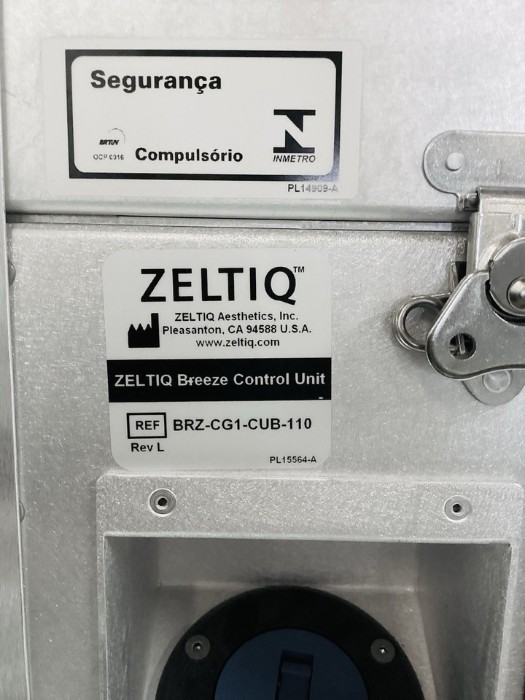 Segurança
OCP 0016
Compulsório
INMETRO
PL14909-A
ZELTIQ™
ZELTIQ Aesthetics, Inc.
Pleasanton, CA 94588 U.S.A.
www.zeltiq.com
ZELTIQ Breeze Control Unit
REF BRZ-CG1-CUB-110
Rev L
PL15564-A